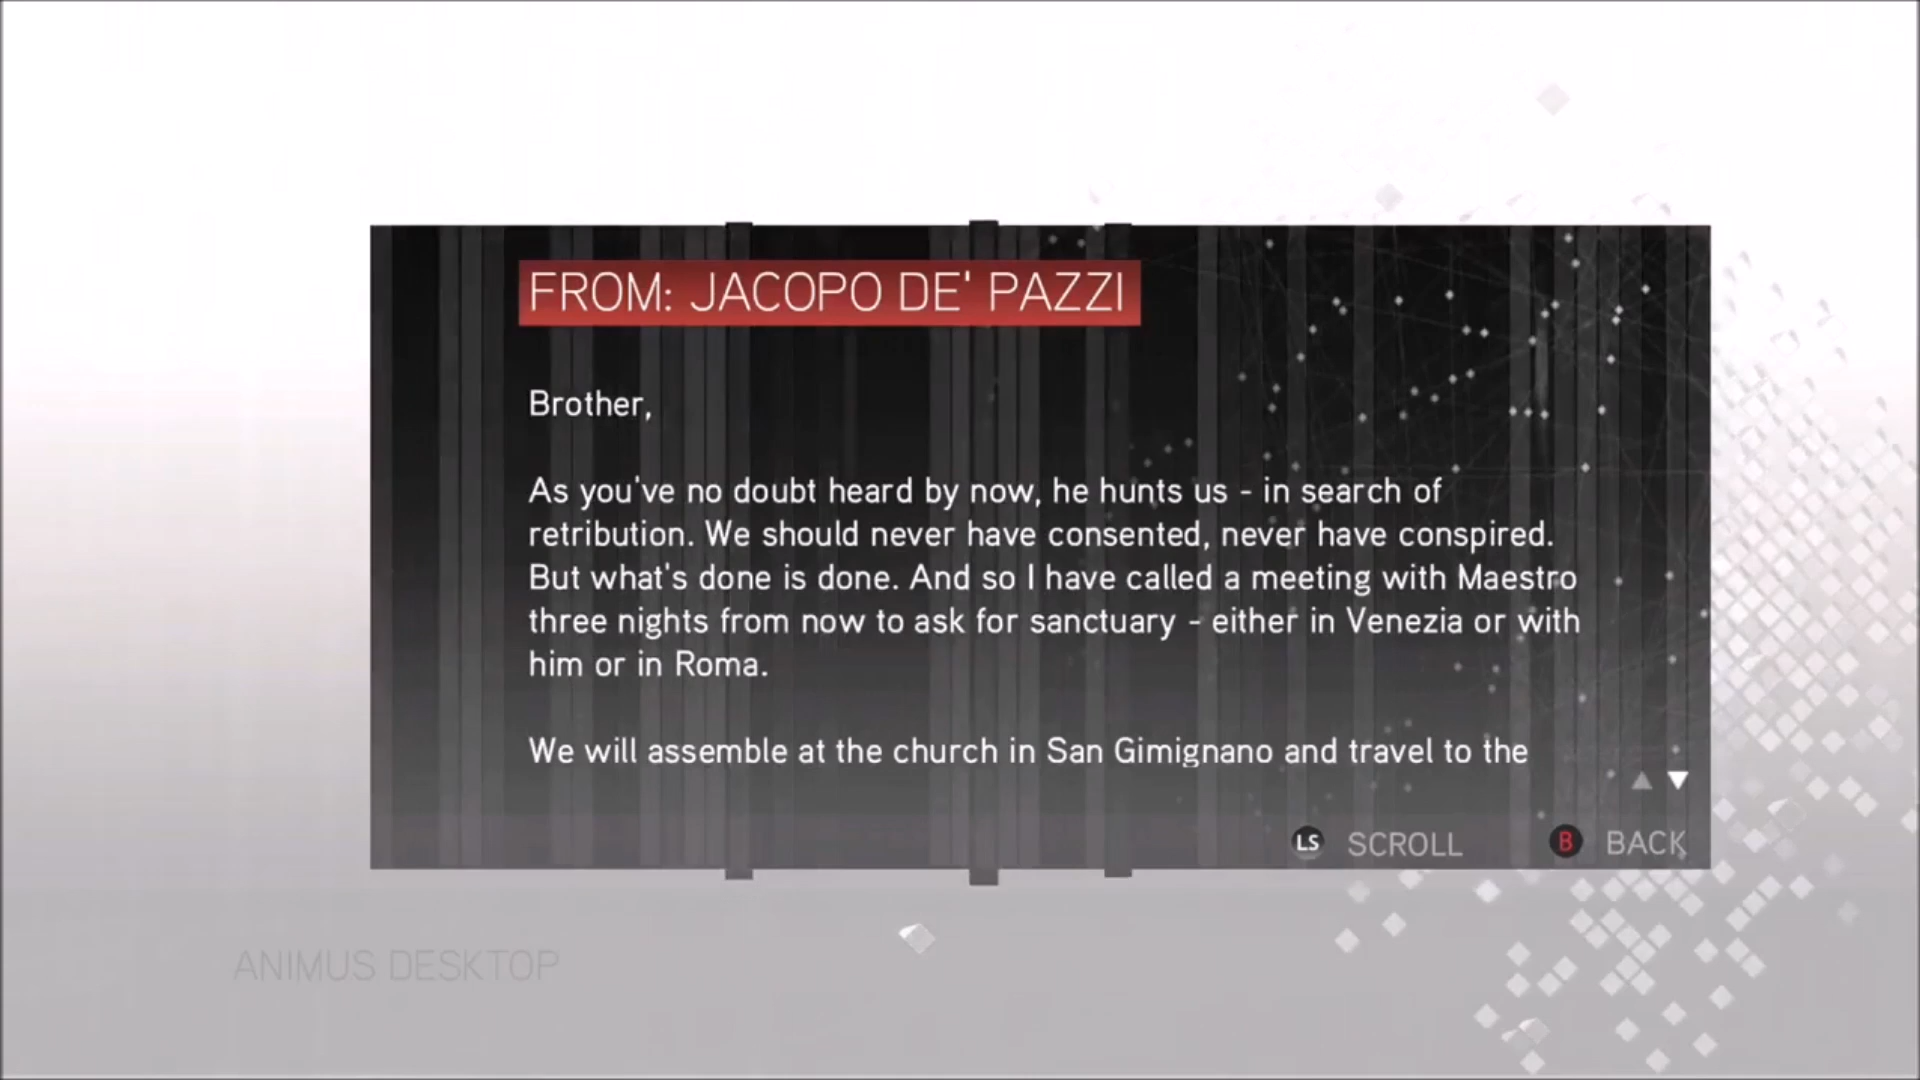 FROM: JACOPO DE' PAZZI
Brother,
As you've no doubt heard by now, he hunts us - in search of
retribution. We should never have consented, never have conspired.
But what's done is done. And so I have called a meeting with Maestro
three nights from now to ask for sanctuary - either in Venezia or with
him or in Roma.
We will assemble at the church in San Gimignano and travel to the
LS SCROLL B BACK
ANIMUS DESKTOP